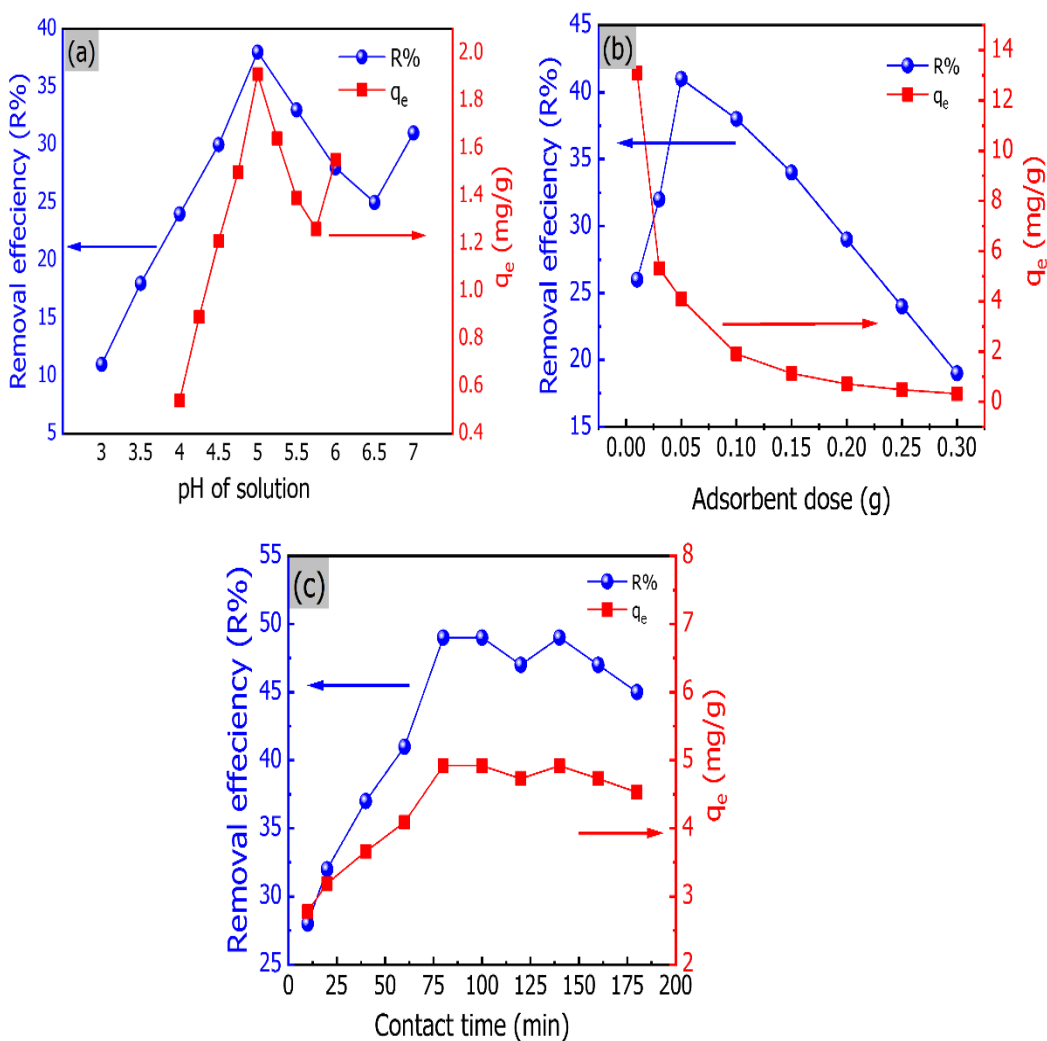 (a)
R%
qe
Removal effeciency (R%)
40
35
30
25
20
15
10
5
3 3.5 4 4.5 5 5.5 6 6.5 7
pH of solution
2.0
1.8
1.6
1.4
1.2
1.0
0.8
0.6
0.4
qe (mg/g)
(b)
R%
qe
Removal effeciency (R%)
45
40
35
30
25
20
15
0.00 0.05 0.10 0.15 0.20 0.25 0.30
Adsorbent dose (g)
14
12
10
8
6
4
2
0
qe (mg/g)
(c)
R%
qe
Removal effeciency (R%)
55
50
45
40
35
30
25
0 25 50 75 100 125 150 175 200
Contact time (min)
8
7
6
5
4
3
2
qe (mg/g)